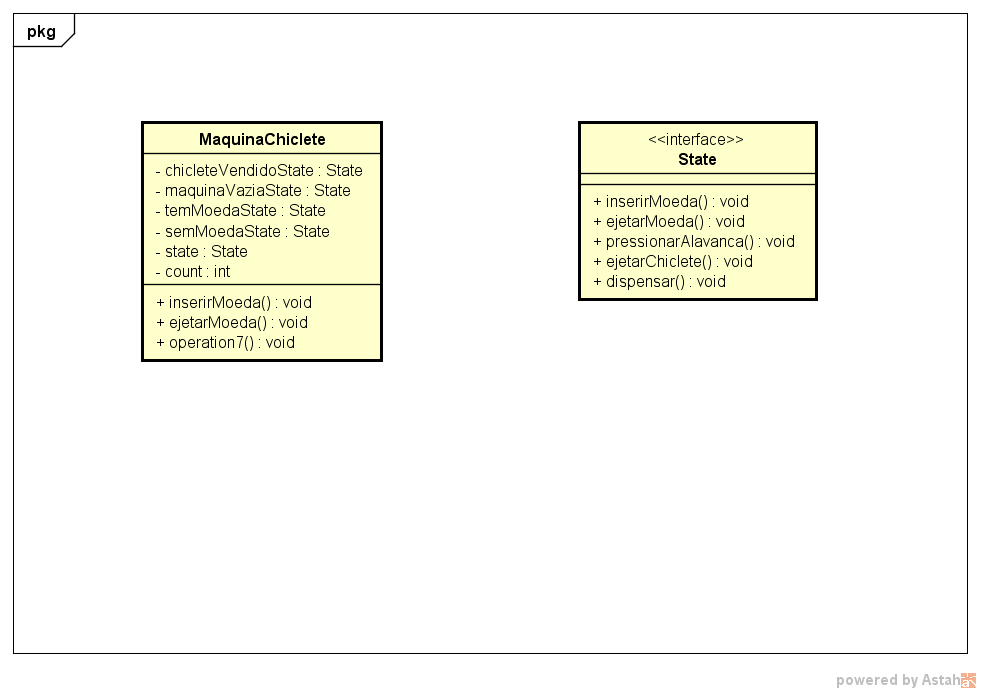 pkg
MaquinaChiclete
- chicleteVendidoState : State
- maquinaVaziaState : State
- temMoedaState : State
- semMoedaState : State
- state : State
- count : int
+ inserirMoeda() : void
+ ejetarMoeda() : void
+ operation7() : void
<<interface>>
State
+ inserirMoeda() : void
+ ejetarMoeda() : void
+ pressionarAlavanca() : void
+ ejetarChiclete() : void
+ dispensar() : void
powered by Astah